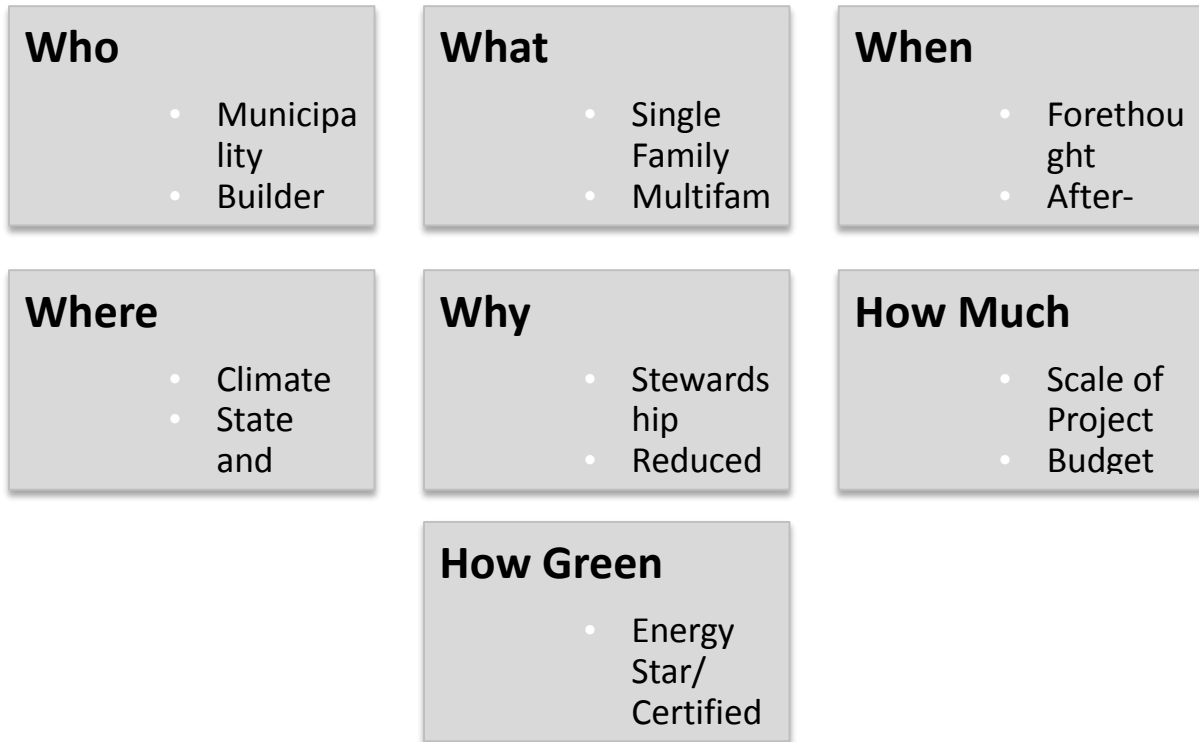 Who
• Municipa
lity
• Builder
What
• Single
Family
• Multifam
When
• Forethou
ght
• After-
Where
• Climate
• State
and
Why
• Stewards
hip
• Reduced
How Much
• Scale of
Project
• Budget
How Green
• Energy
Star/
Certified